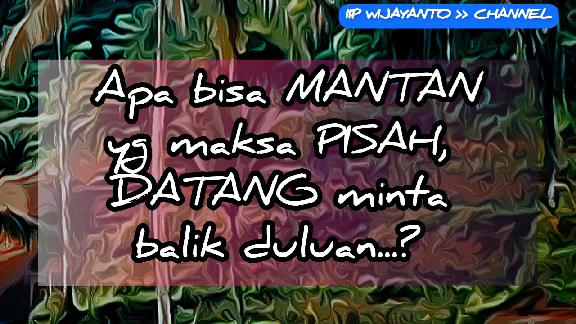 IIP WIJAYANTO >> CHANNEL
Apa bisa MANTAN
yg maksa PISAH,
DATANG minta
balik duluan...?